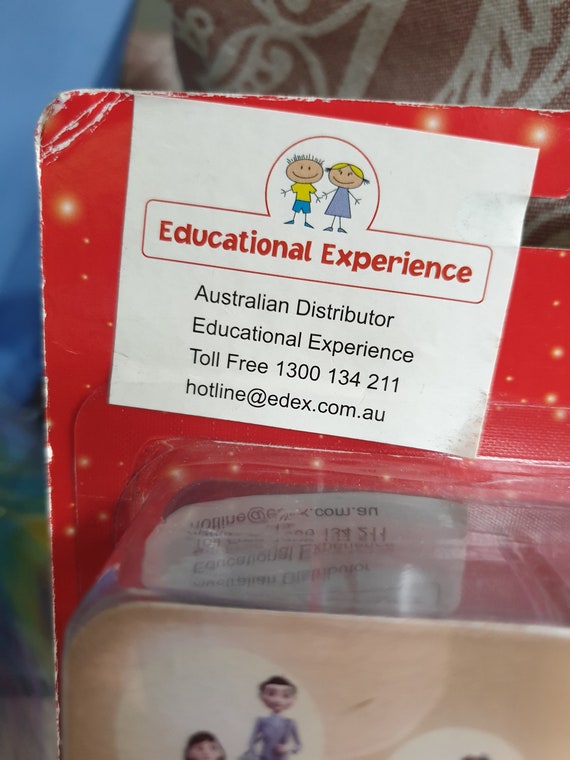 Educational Experience
Australian Distributor
Educational Experience
Toll Free 1300 134 211
hotline@edex.com.au